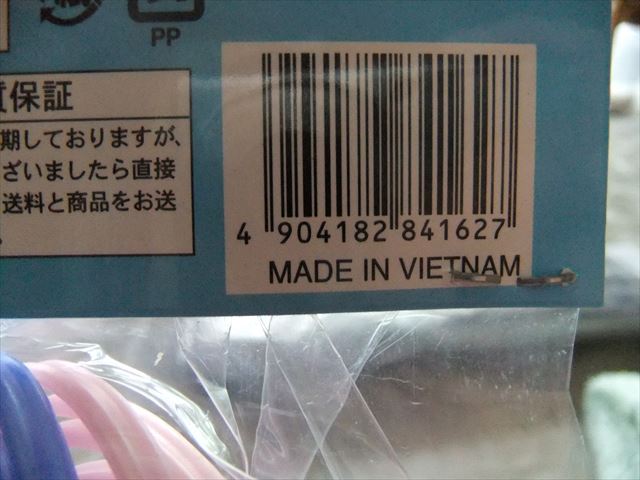 PP
質保証
期しておりますが、
ざいましたら直接
送料と商品をお送
。
4 904182 841627
MADE IN VIETNAM